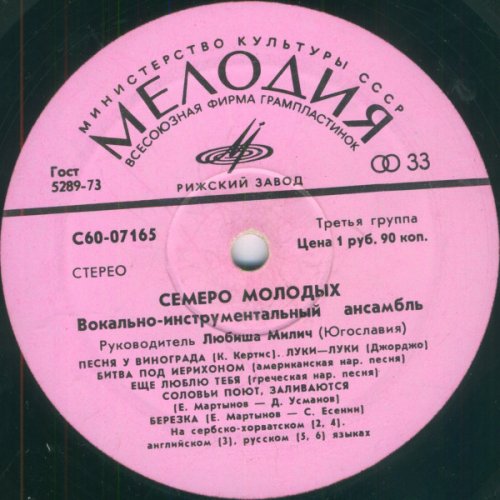 МИНИСТЕРСТВО КУЛЬТУРЫ СССР
МЕЛОДИЯ
ВСЕСОЮЗНАЯ ФИРМА ГРАМПЛАСТИНОК
Гост
5289-73
33
РИЖСКИЙ ЗАВОД
С60-07165
Третья группа
Цена 1 руб. 90 коп.
СТЕРЕО
СЕМЕРО МОЛОДЫХ
Вокально-инструментальный ансамбль
Руководитель Любиша Милич (Югославия)
ПЕСНЯ У ВИНОГРАДА (К. Кертис). ЛУКИ—ЛУКИ (Джорджо)
БИТВА ПОД ИЕРИХОНОМ (американская нар. песня)
ЕЩЕ ЛЮБЛЮ ТЕБЯ (греческая нар. песня)
СОЛОВЬИ ПОЮТ, ЗАЛИВАЮТСЯ
(Е. Мартынов — Д. Усманов)
БЕРЕЗКА (Е. Мартынов — С. Есенин)
На сербско-хорватском (2, 4).
английском (3), русском (5, 6) языках